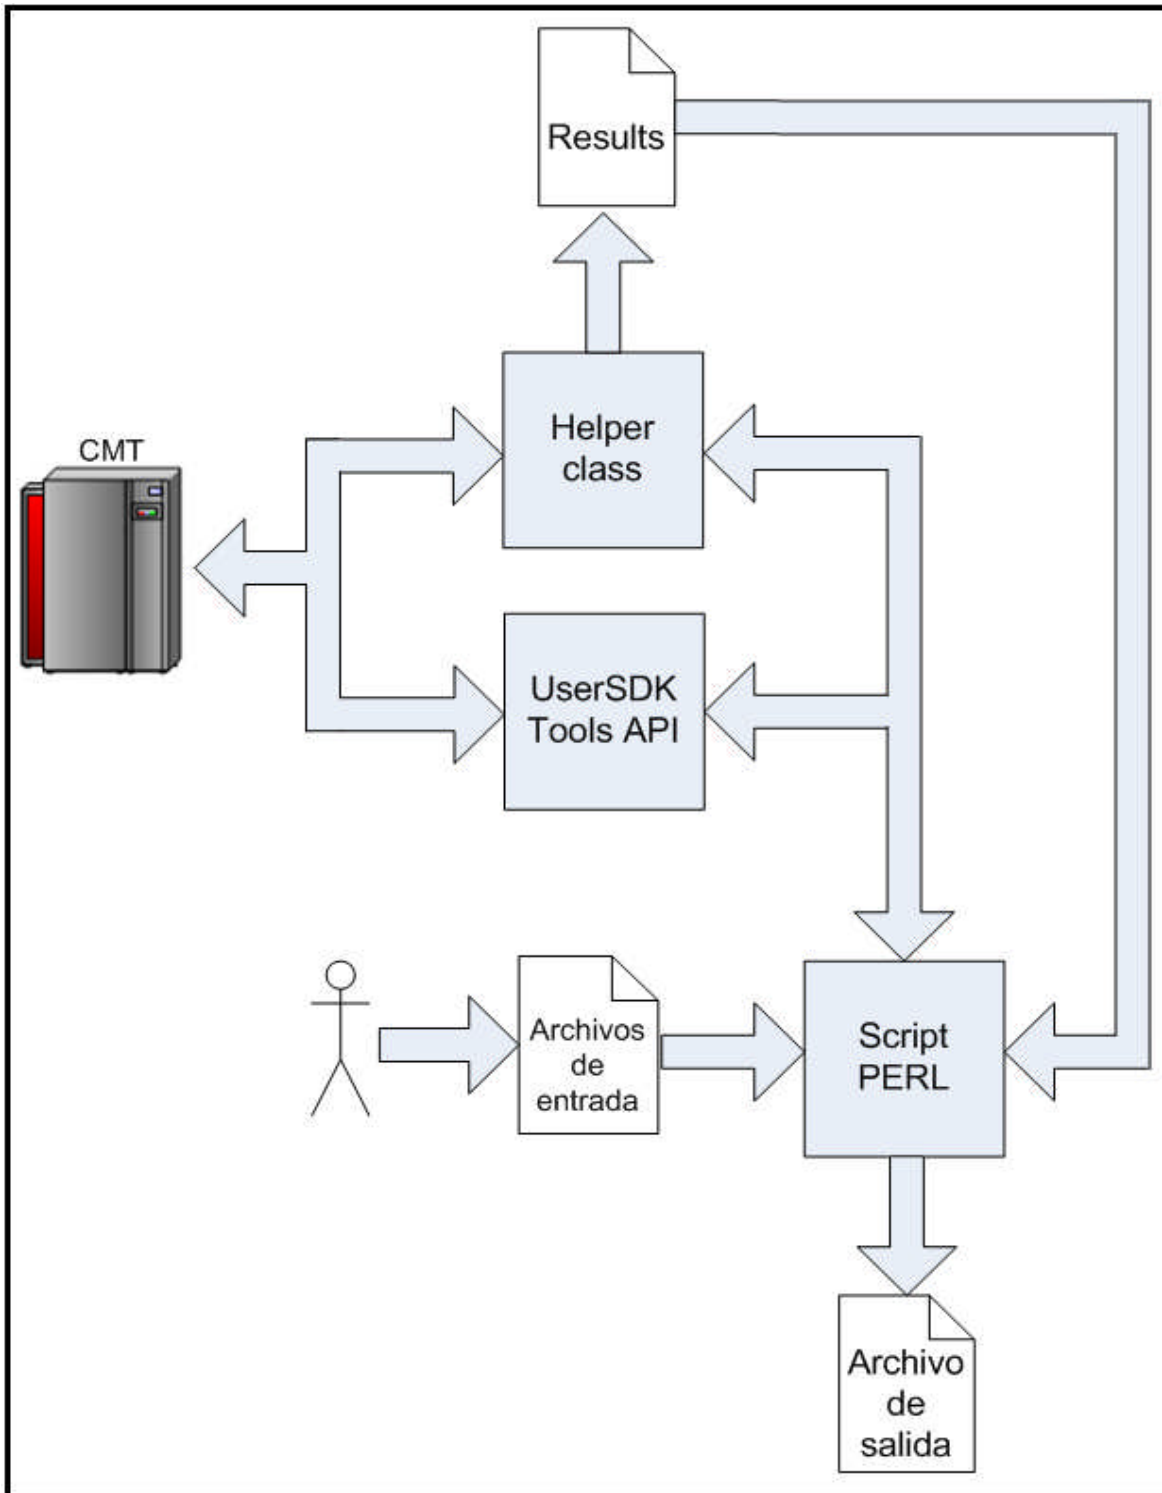 Results
Helper
class
CMT
UserSDK
Tools API
Archivos
de
entrada
Script
PERL
Archivo
de
salida